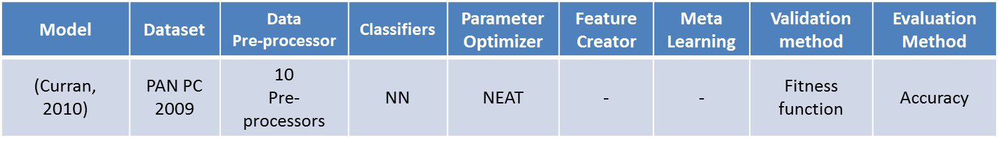 Model
Dataset
Data
Pre-processor
Classifiers
Parameter
Optimizer
Feature
Creator
Meta
Learning
Validation
method
Evaluation
Method
(Curran,
2010)
PAN PC
2009
10
Pre-
processors
NN
NEAT
-
-
Fitness
function
Accuracy